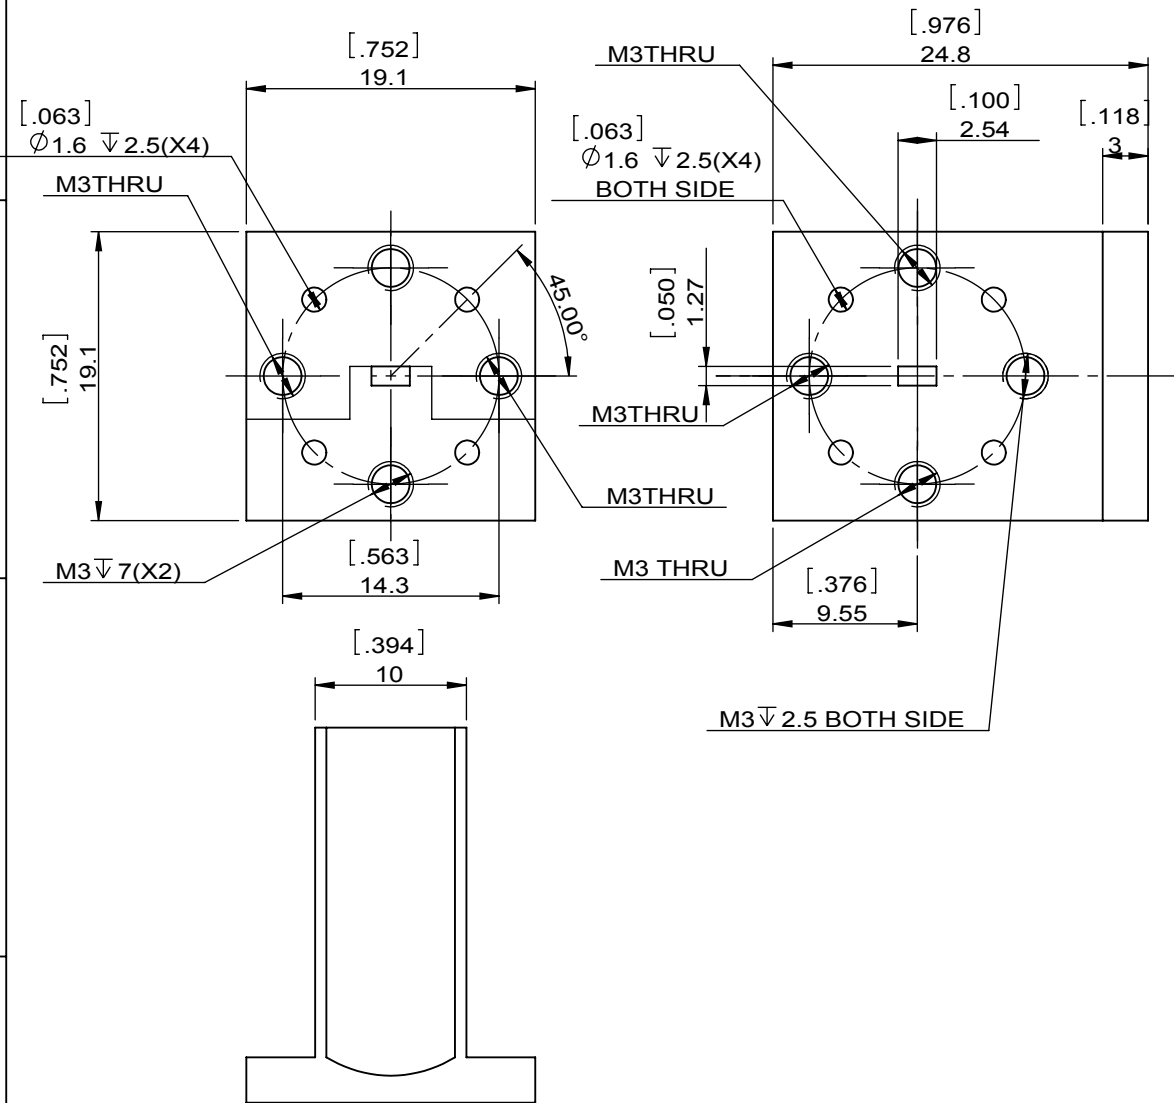 [.752]
19.1
[.063]
∅1.6 ↧2.5(X4)
M3THRU
[.752]
19.1
45.00°
M3THRU
M3↧7(X2)
[.563]
14.3
[.976]
24.8
M3THRU
[.100]
2.54
[.118]
3
[.063]
∅1.6 ↧2.5(X4)
BOTH SIDE
[.050]
1.27
M3THRU
M3 THRU
[.376]
9.55
M3↧2.5 BOTH SIDE
[.394]
10